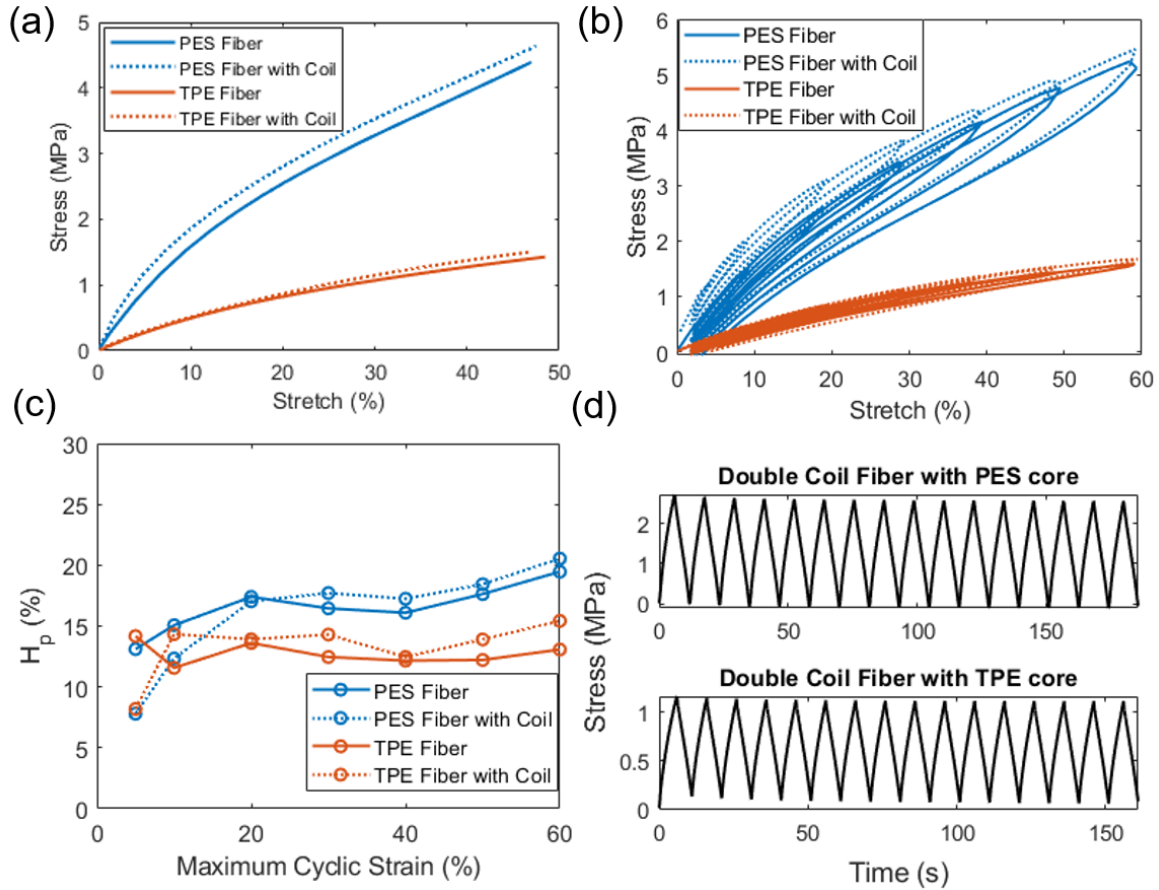 (a)
5
4
3
2
1
0
Stress (MPa)
PES Fiber
PES Fiber with Coil
TPE Fiber
TPE Fiber with Coil
0 10 20 30 40 50
Stretch (%)
(b)
6
5
4
3
2
1
0
Stress (MPa)
PES Fiber
PES Fiber with Coil
TPE Fiber
TPE Fiber with Coil
0 10 20 30 40 50 60
Stretch (%)
(c)
30
25
20
15
10
5
0
Hp (%)
PES Fiber
PES Fiber with Coil
TPE Fiber
TPE Fiber with Coil
0 20 40 60
Maximum Cyclic Strain (%)
(d)
Double Coil Fiber with PES core
2
1
0
0 50 100 150
Stress (MPa)
Double Coil Fiber with TPE core
1
0.5
0
0 50 100 150
Time (s)